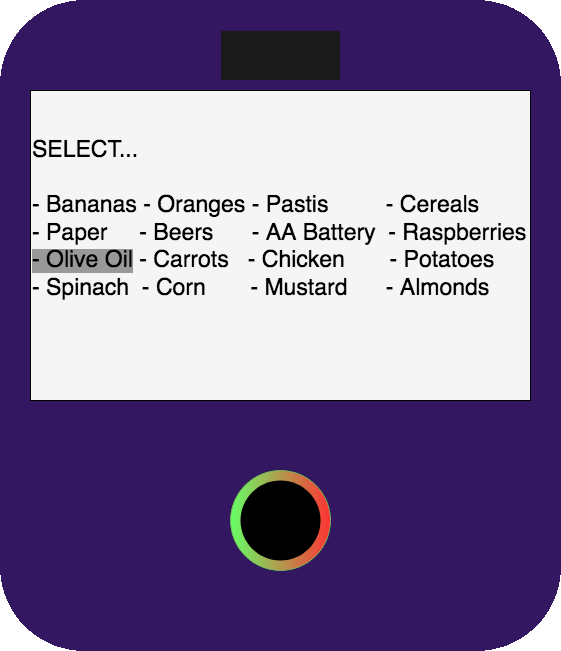 SELECT...
- Bananas - Oranges - Pastis - Cereals
- Paper - Beers - AA Battery - Raspberries
- Olive Oil - Carrots - Chicken - Potatoes
- Spinach - Corn - Mustard - Almonds